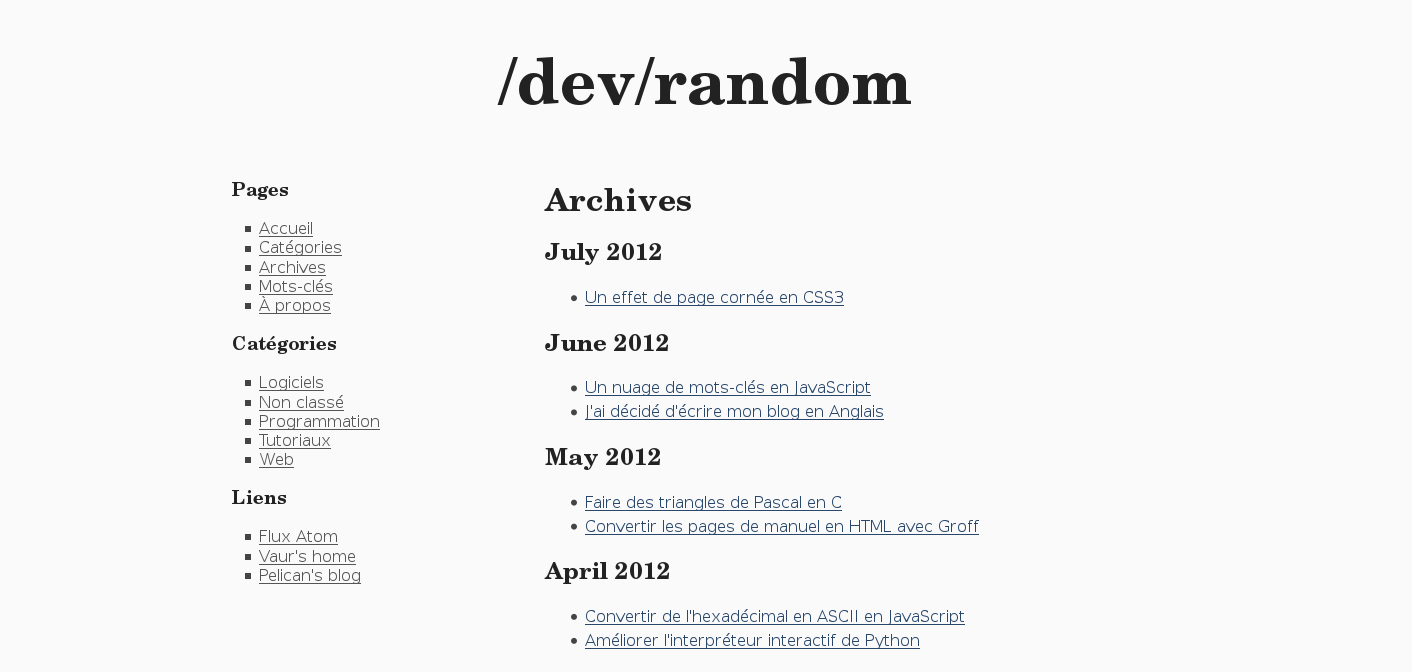 /dev/random
Pages
Accueil
Catégories
Archives
Mots-clés
À propos
Catégories
Logiciels
Non classé
Programmation
Tutoriaux
Web
Liens
Flux Atom
Vaur's home
Pelican's blog
Archives
July 2012
Un effet de page cornée en CSS3
June 2012
Un nuage de mots-clés en JavaScript
J'ai décidé d'écrire mon blog en Anglais
May 2012
Faire des triangles de Pascal en C
Convertir les pages de manuel en HTML avec Groff
April 2012
Convertir de l'hexadécimal en ASCII en JavaScript
Améliorer l'interpréteur interactif de Python